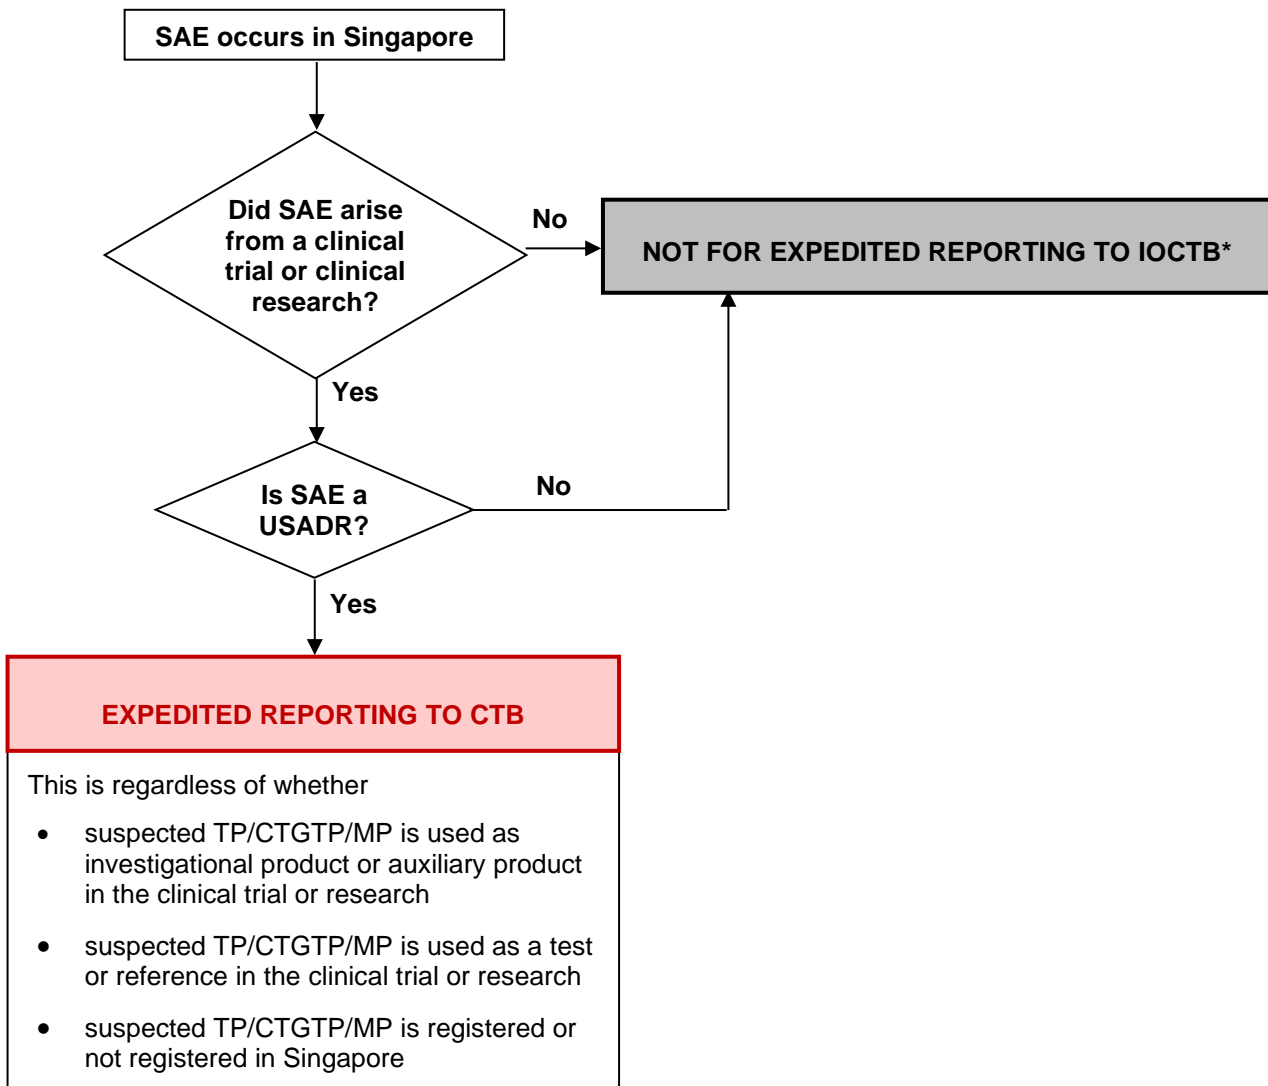 SAE occurs in Singapore
Did SAE arise
from a clinical
trial or clinical
research?
No
NOT FOR EXPEDITED REPORTING TO IOCTB*
Yes
Is SAE a
USADR?
No
Yes
EXPEDITED REPORTING TO CTB
This is regardless of whether
• suspected TP/CTGTP/MP is used as
investigational product or auxiliary product
in the clinical trial or research
• suspected TP/CTGTP/MP is used as a test
or reference in the clinical trial or research
• suspected TP/CTGTP/MP is registered or
not registered in Singapore